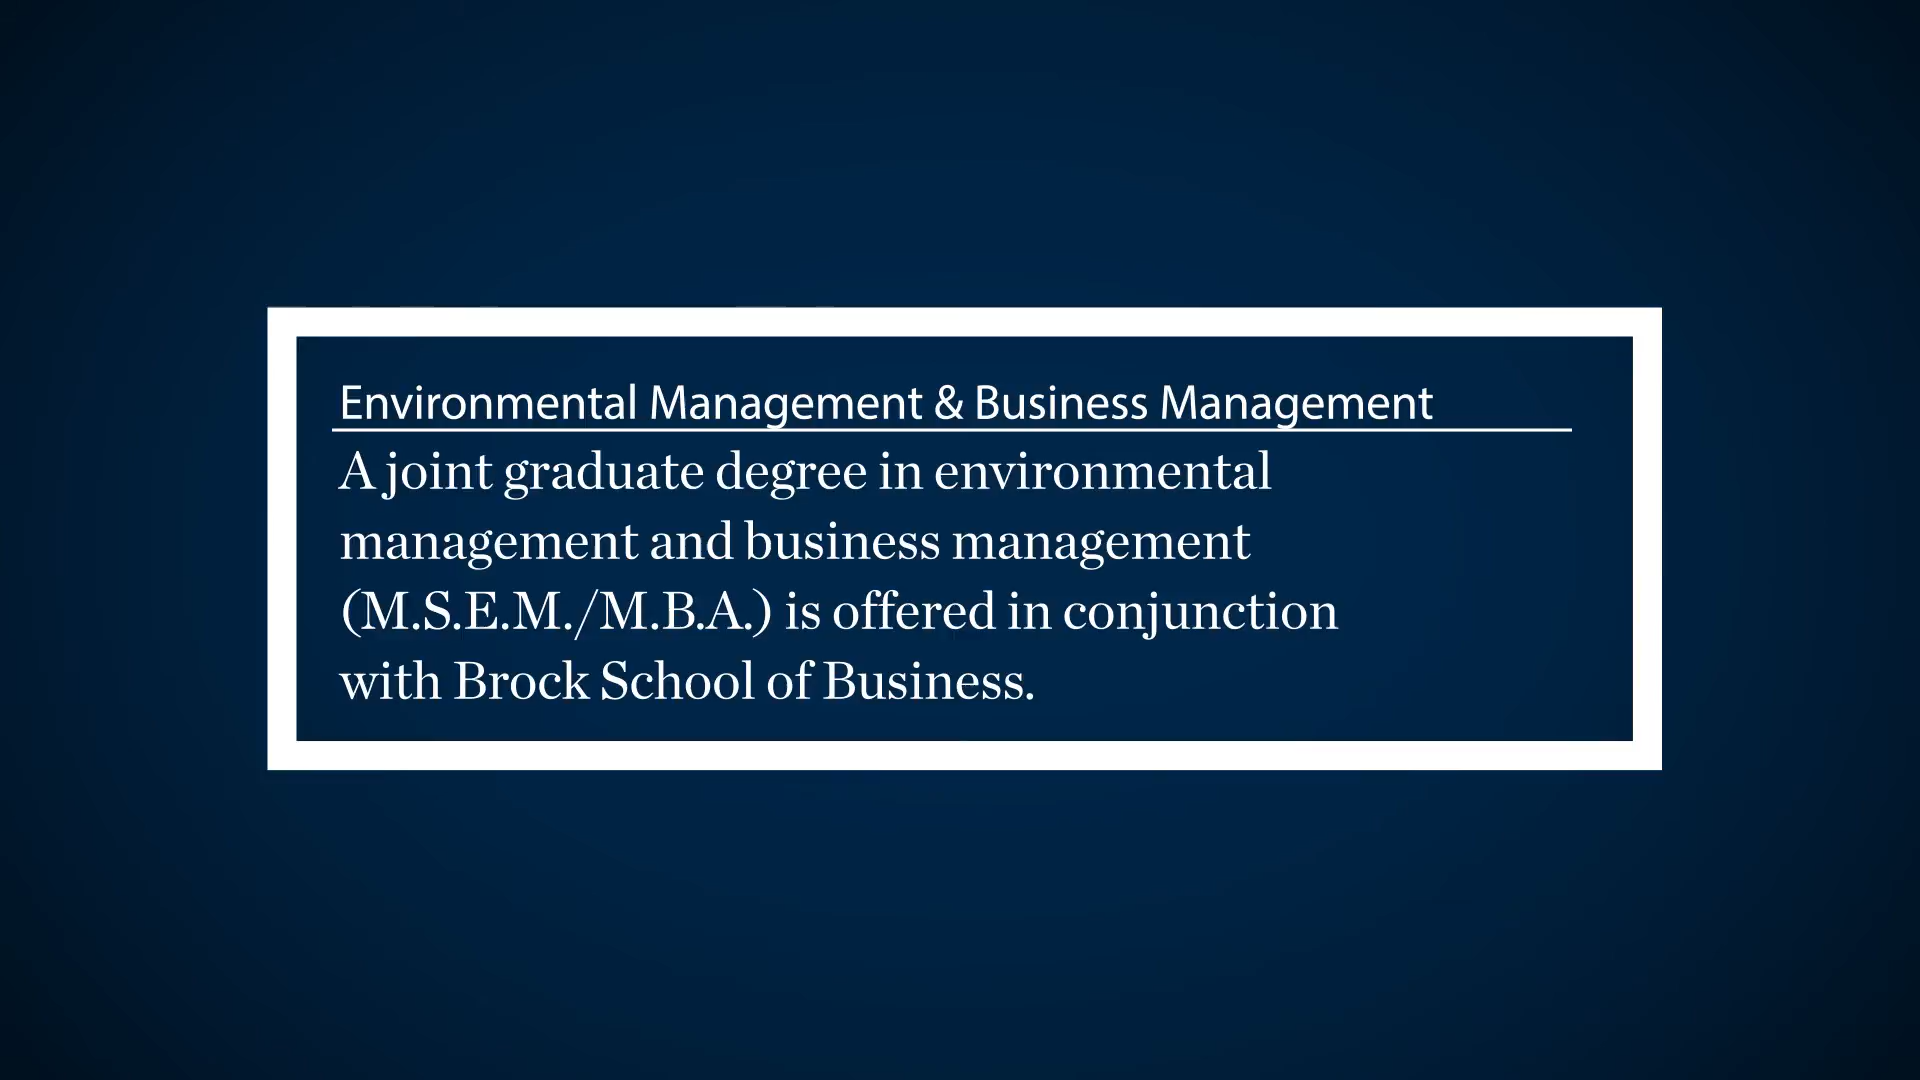 Environmental Management & Business Management
A joint graduate degree in environmental
management and business management
(M.S.E.M./M.B.A.) is offered in conjunction
with Brock School of Business.